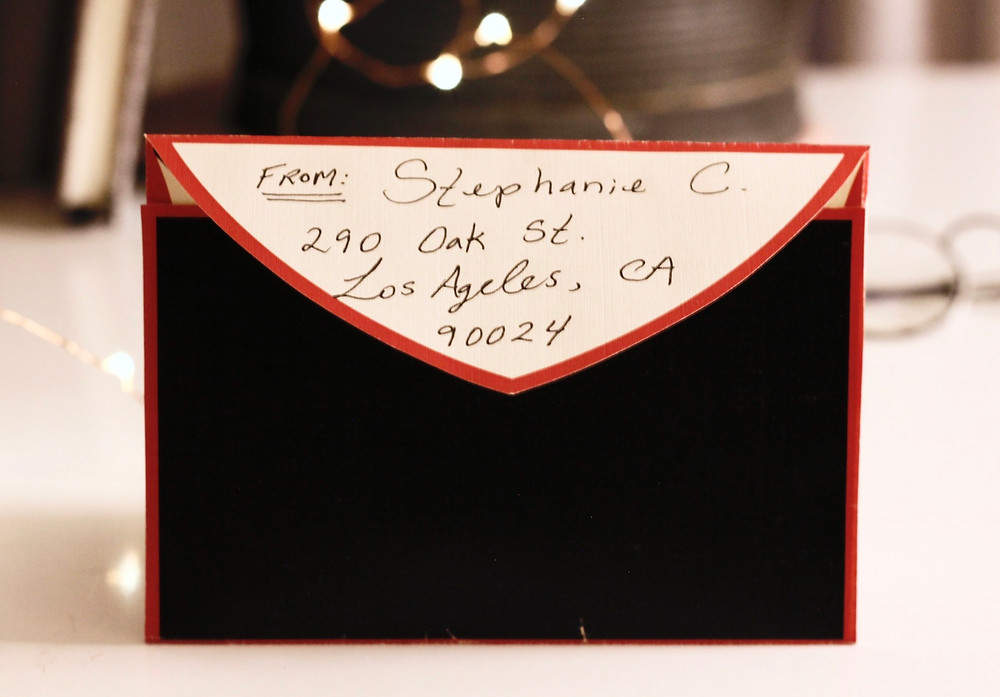 FROM: Stephanie C.
290 Oak St.
Los Ageles, CA
90024